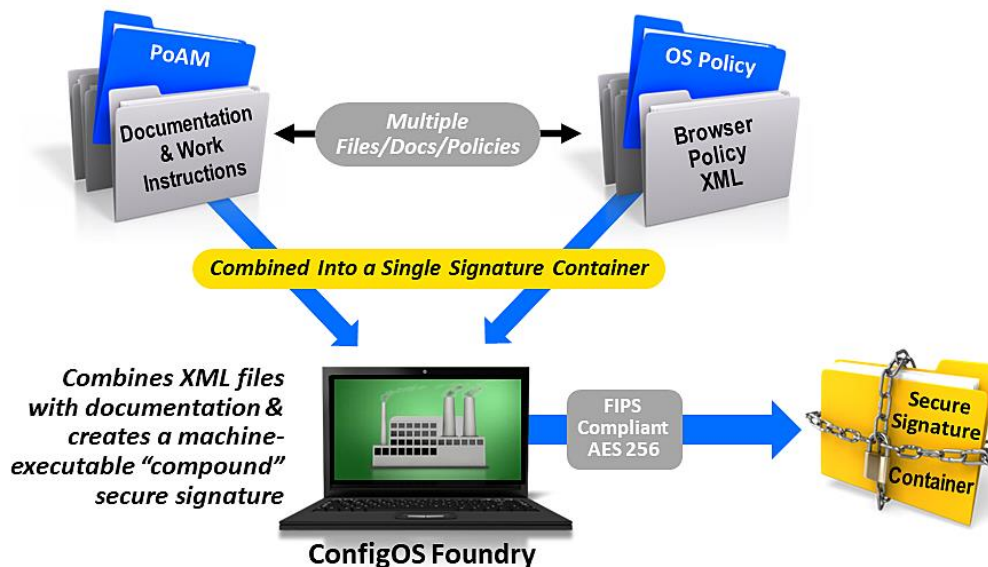 PoAM
Documentation
& Work
Instructions
Multiple
Files/Docs/Policies
OS Policy
Browser
Policy
XML
Combined Into a Single Signature Container
Combines XML files
with documentation &
creates a machine-
executable “compound”
secure signature
ConfigOS Foundry
FIPS
Compliant
AES 256
Secure
Signature
Container